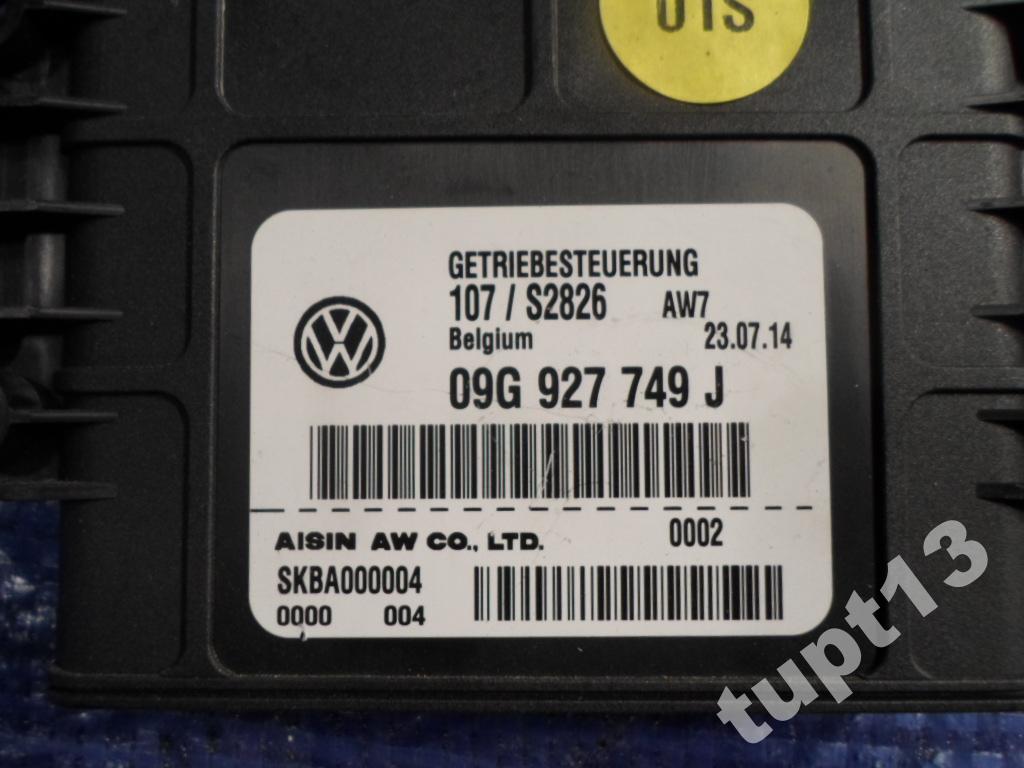 01S
GETRIEBESTEUERUNG
107 / S2826 AW7
Belgium 23.07.14
09G 927 749 J
AISIN AW CO., LTD. 0002
SKBA000004
0000 004
tupt13